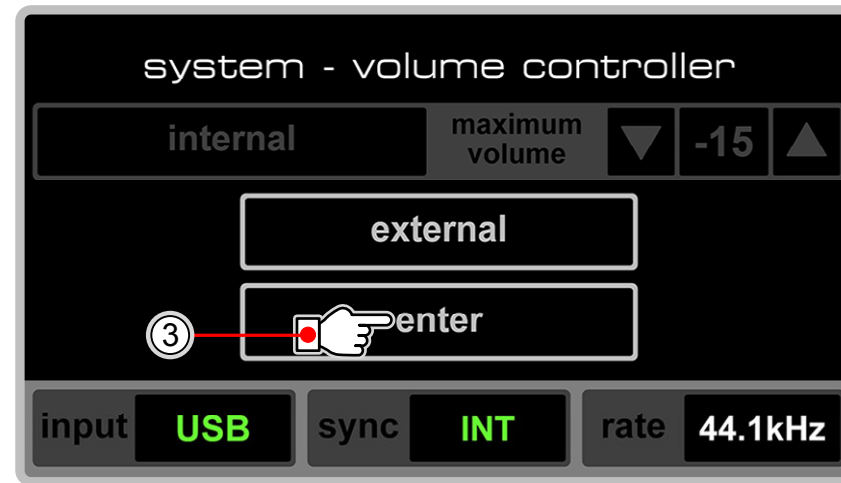 system - volume controller
internal
maximum
volume
-15
external
enter
3
input USB sync INT rate 44.1kHz